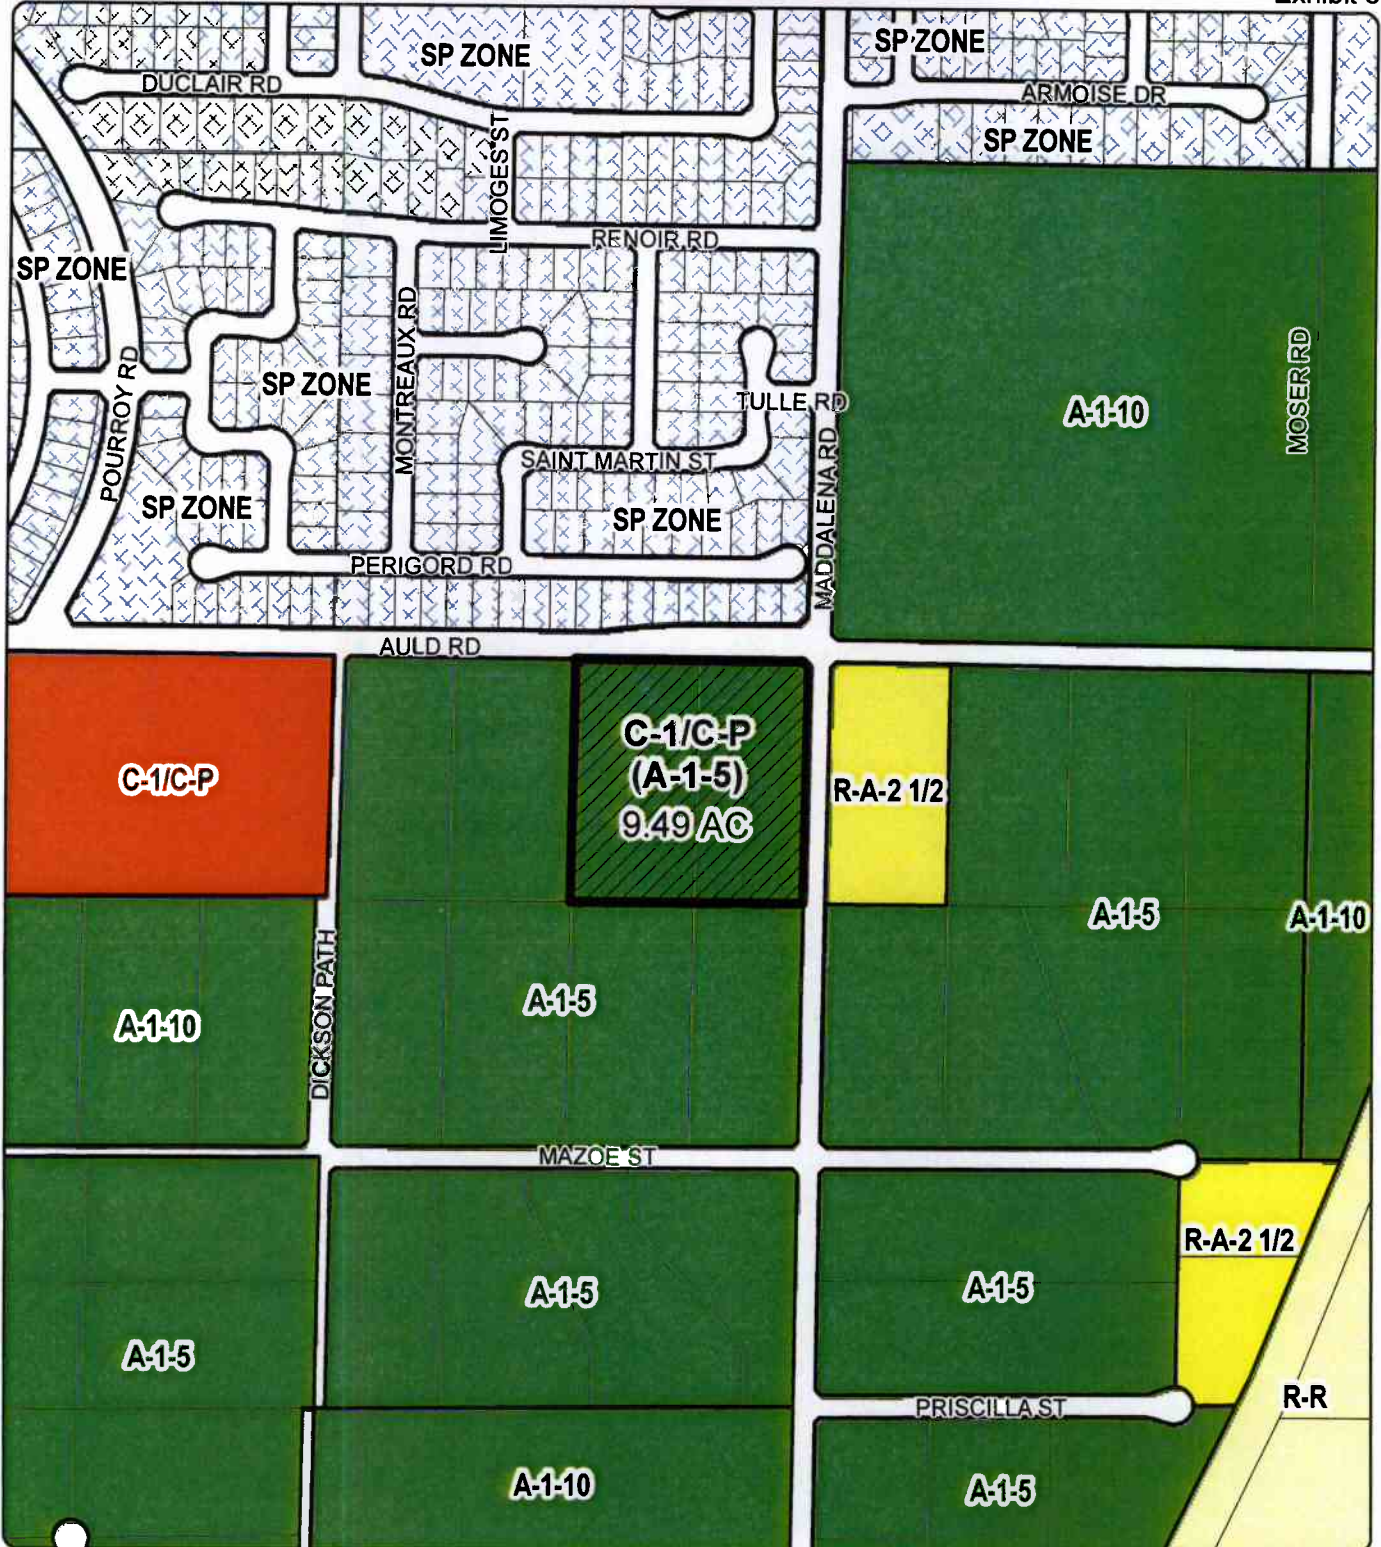 Exhibit
SP ZONE
SP ZONE
DUCLAIR RD
ARMOISE DR
SP ZONE
LIMOGES ST
RENOIR RD
SP ZONE
MONTREAUX RD
MOSER RD
POURROY RD
SP ZONE
TULLE RD
A-1-10
MADDALENA RD
SAINT MARTIN ST
SP ZONE
SP ZONE
PERIGORD RD
AULD RD
C-1/C-P
(A-1-5)
9.49 AC
C-1/C-P
R-A-2 1/2
A-1-5
A-1-10
DICKSON PATH
A-1-5
A-1-10
MAZOE ST
R-A-2 1/2
A-1-5
A-1-5
A-1-5
R-R
PRISCILLA ST
A-1-10
A-1-5